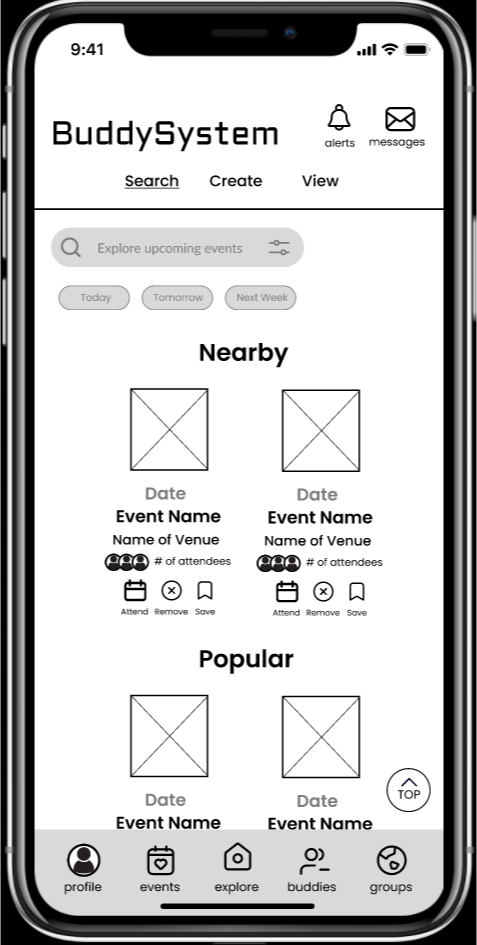 9:41
BuddySystem
alerts messages
Search Create View
Explore upcoming events
Today Tomorrow Next Week
Nearby
Date Date
Event Name Event Name
Name of Venue Name of Venue
# of attendees # of attendees
Attend Remove Save Attend Remove Save
Popular
Date Date
Event Name Event Name
TOP
profile events explore buddies groups